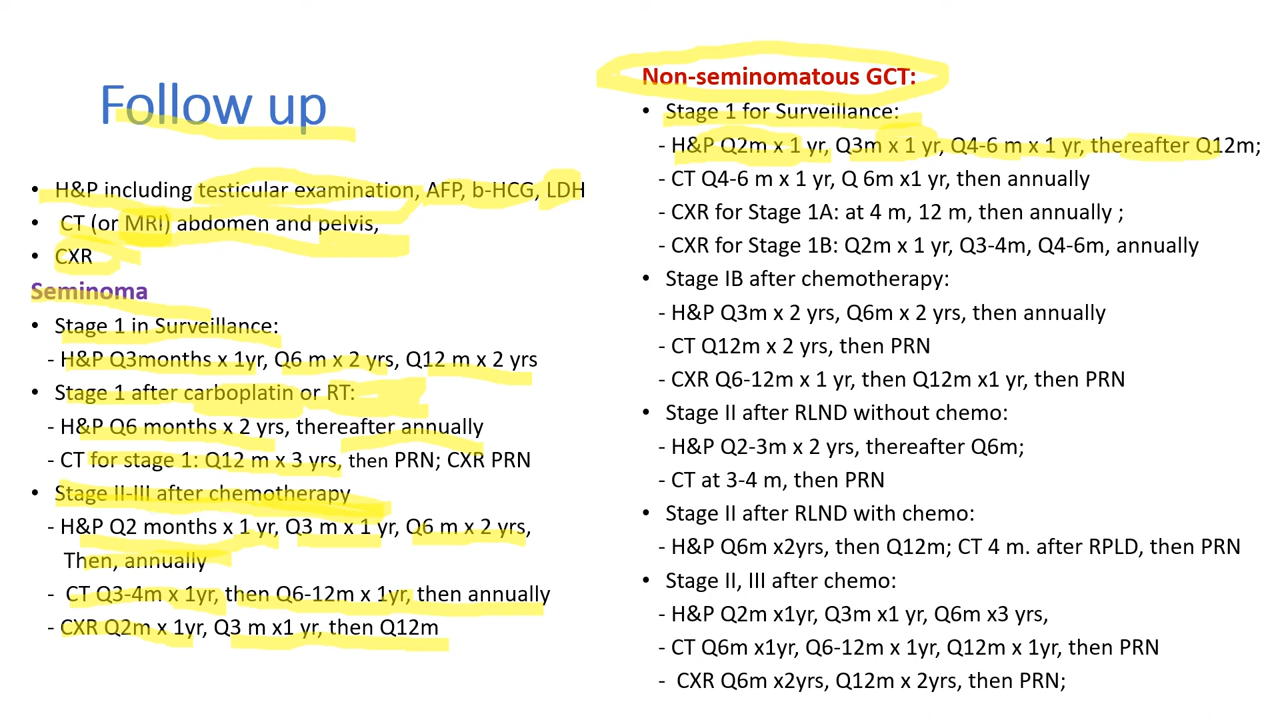 Follow up
• H&P including testicular examination, AFP, b-HCG, LDH
• CT (or MRI) abdomen and pelvis,
• CXR
Seminoma
• Stage 1 in Surveillance:
- H&P Q3months x 1yr, Q6 m x 2 yrs, Q12 m x 2 yrs
• Stage 1 after carboplatin or RT:
- H&P Q6 months x 2 yrs, thereafter annually
- CT for stage 1: Q12 m x 3 yrs, then PRN; CXR PRN
• Stage II-III after chemotherapy
- H&P Q2 months x 1 yr, Q3 m x 1 yr, Q6 m x 2 yrs,
Then, annually
- CT Q3-4m x 1yr, then Q6-12m x 1yr, then annually
- CXR Q2m x 1yr, Q3 m x1 yr, then Q12m
Non-seminomatous GCT:
• Stage 1 for Surveillance:
- H&P Q2m x 1 yr, Q3m x 1 yr, Q4-6 m x 1 yr, thereafter Q12m;
- CT Q4-6 m x 1 yr, Q 6m x1 yr, then annually
- CXR for Stage 1A: at 4 m, 12 m, then annually ;
- CXR for Stage 1B: Q2m x 1 yr, Q3-4m, Q4-6m, annually
• Stage IB after chemotherapy:
- H&P Q3m x 2 yrs, Q6m x 2 yrs, then annually
- CT Q12m x 2 yrs, then PRN
- CXR Q6-12m x 1 yr, then Q12m x1 yr, then PRN
• Stage II after RLND without chemo:
- H&P Q2-3m x 2 yrs, thereafter Q6m;
- CT at 3-4 m, then PRN
• Stage II after RLND with chemo:
- H&P Q6m x2yrs, then Q12m; CT 4 m. after RPLD, then PRN
• Stage II, III after chemo:
- H&P Q2m x1yr, Q3m x1 yr, Q6m x3 yrs,
- CT Q6m x1yr, Q6-12m x 1yr, Q12m x 1yr, then PRN
- CXR Q6m x2yrs, Q12m x 2yrs, then PRN;